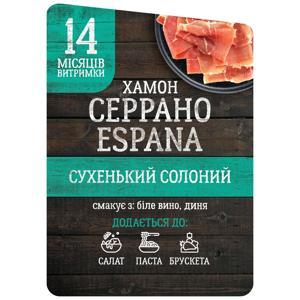 14
МІСЯЦІВ
ВИТРИМКИ
ХАМОН
СЕРРАНО
ESPANA
СУХЕНЬКИЙ СОЛОНИЙ
смакує з: біле вино, диня
ДОДАЄТЬСЯ ДО:
САЛАТ ПАСТА БРУСКЕТА